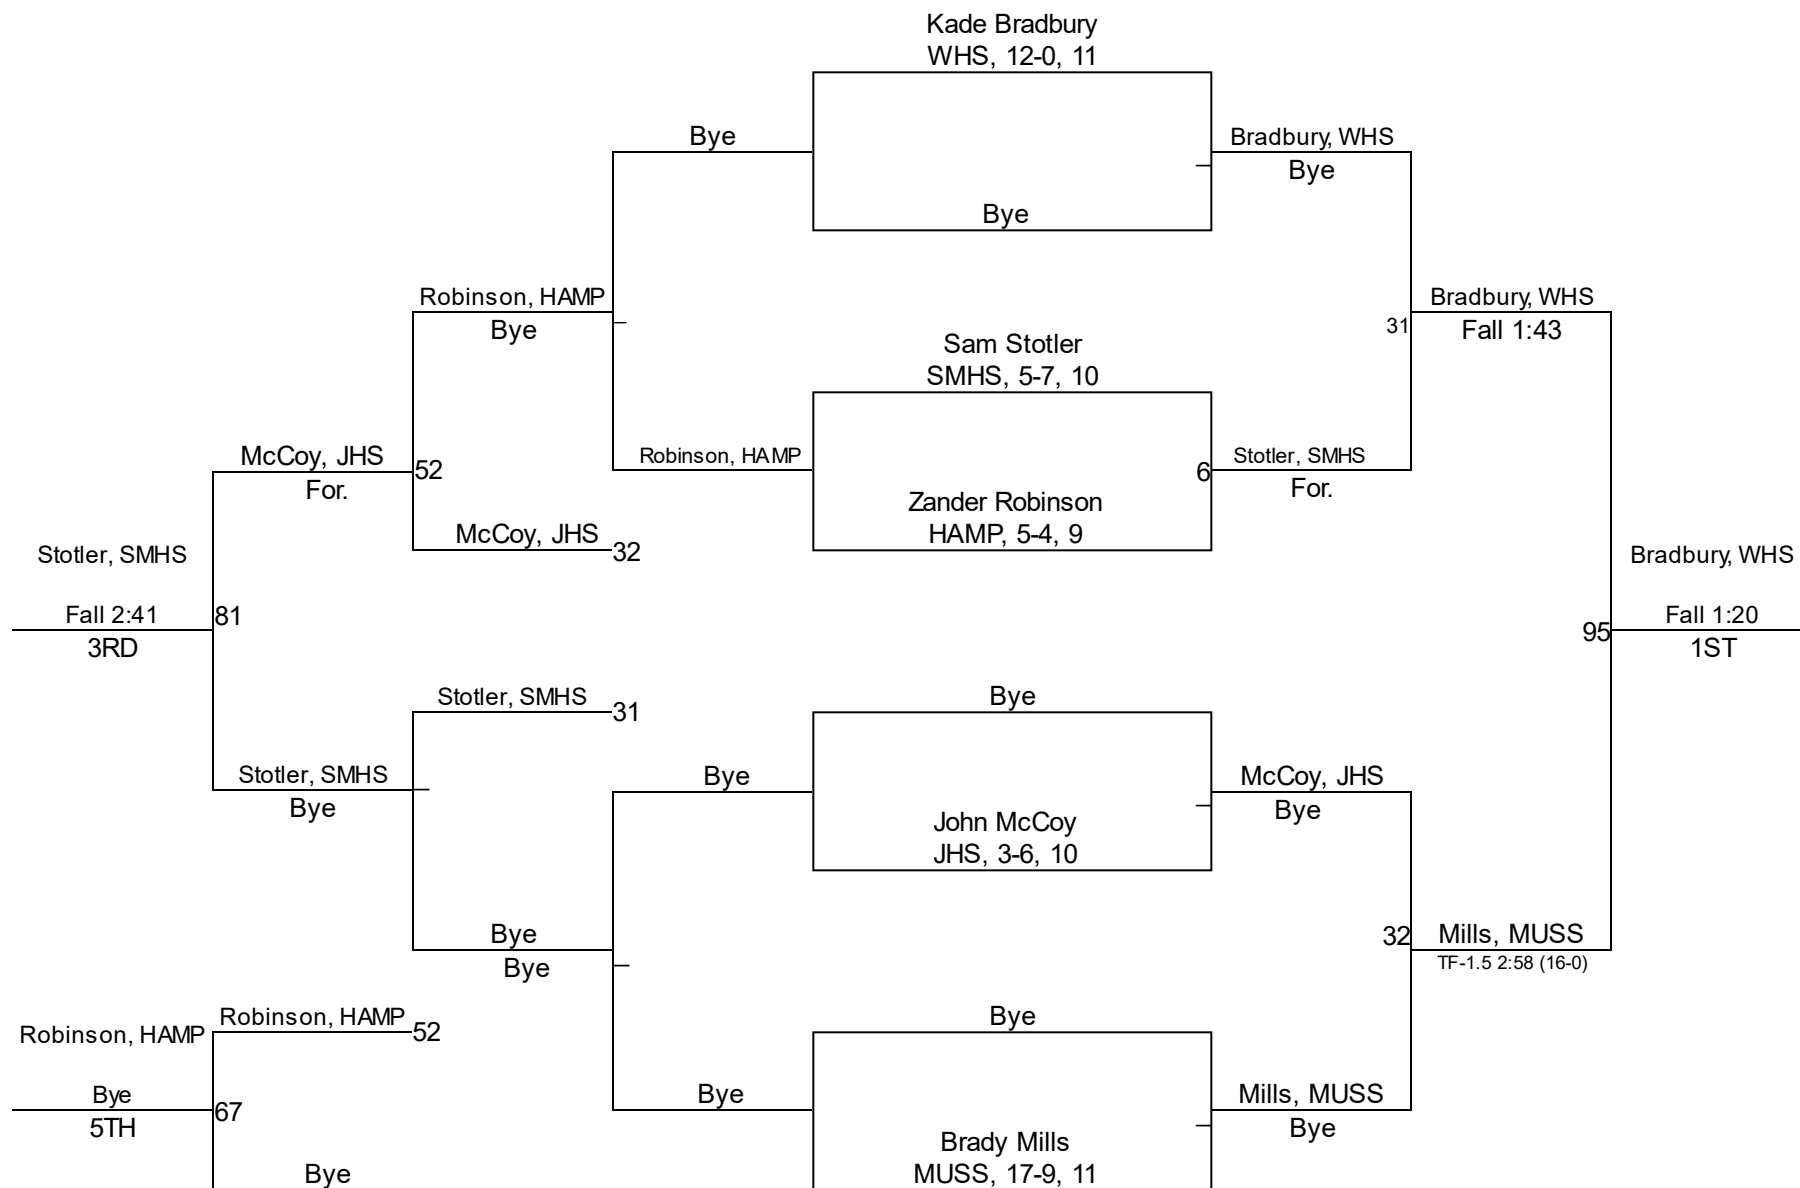 Kade Bradbury
WHS, 12-0, 11
Bye
Bradbury, WHS
Bye
Bye
Robinson, HAMP
Bye
Bradbury, WHS
31
Fall 1:43
Sam Stotler
SMHS, 5-7, 10
McCoy, JHS
52
For.
Robinson, HAMP
6
Stotler, SMHS
For.
Zander Robinson
HAMP, 5-4, 9
McCoy, JHS
32
Stotler, SMHS
Fall 2:41
81
3RD
Bradbury, WHS
95
Fall 1:20
1ST
Stotler, SMHS
31
Bye
Stotler, SMHS
Bye
Bye
McCoy, JHS
Bye
John McCoy
JHS, 3-6, 10
Bye
Bye
32
Mills, MUSS
TF-1.5 2:58 (16-0)
Robinson, HAMP
Robinson, HAMP
52
Bye
Bye
67
5TH
Bye
Mills, MUSS
Bye
Brady Mills
MUSS, 17-9, 11
Bye